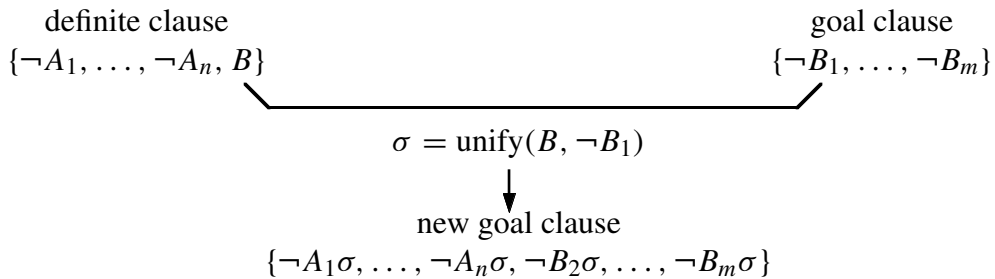 definite clause goal clause
{¬A₁, . . . , ¬Aₙ, B} {¬B₁, . . . , ¬Bₘ}
σ = unify(B, ¬B₁)
new goal clause
{¬A₁σ, . . . , ¬Aₙσ, ¬B₂σ, . . . , ¬Bₘσ}